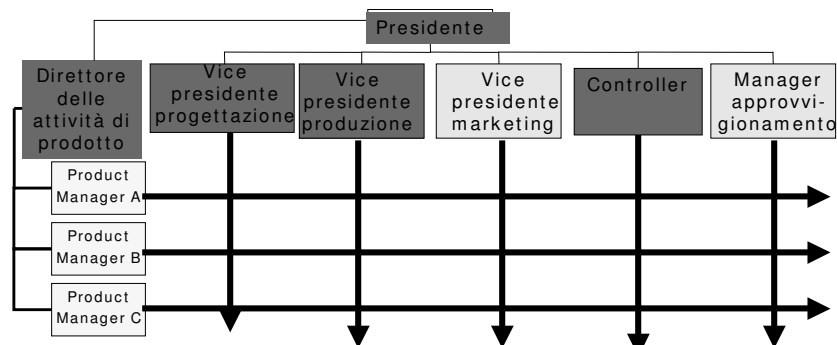 Presidente
Direttore
delle
attività di
prodotto
Vice
presidente
progettazione
Vice
presidente
produzione
Vice
presidente
marketing
Controller
Manager
approvvi-
gionamento
Product
Manager A
Product
Manager B
Product
Manager C